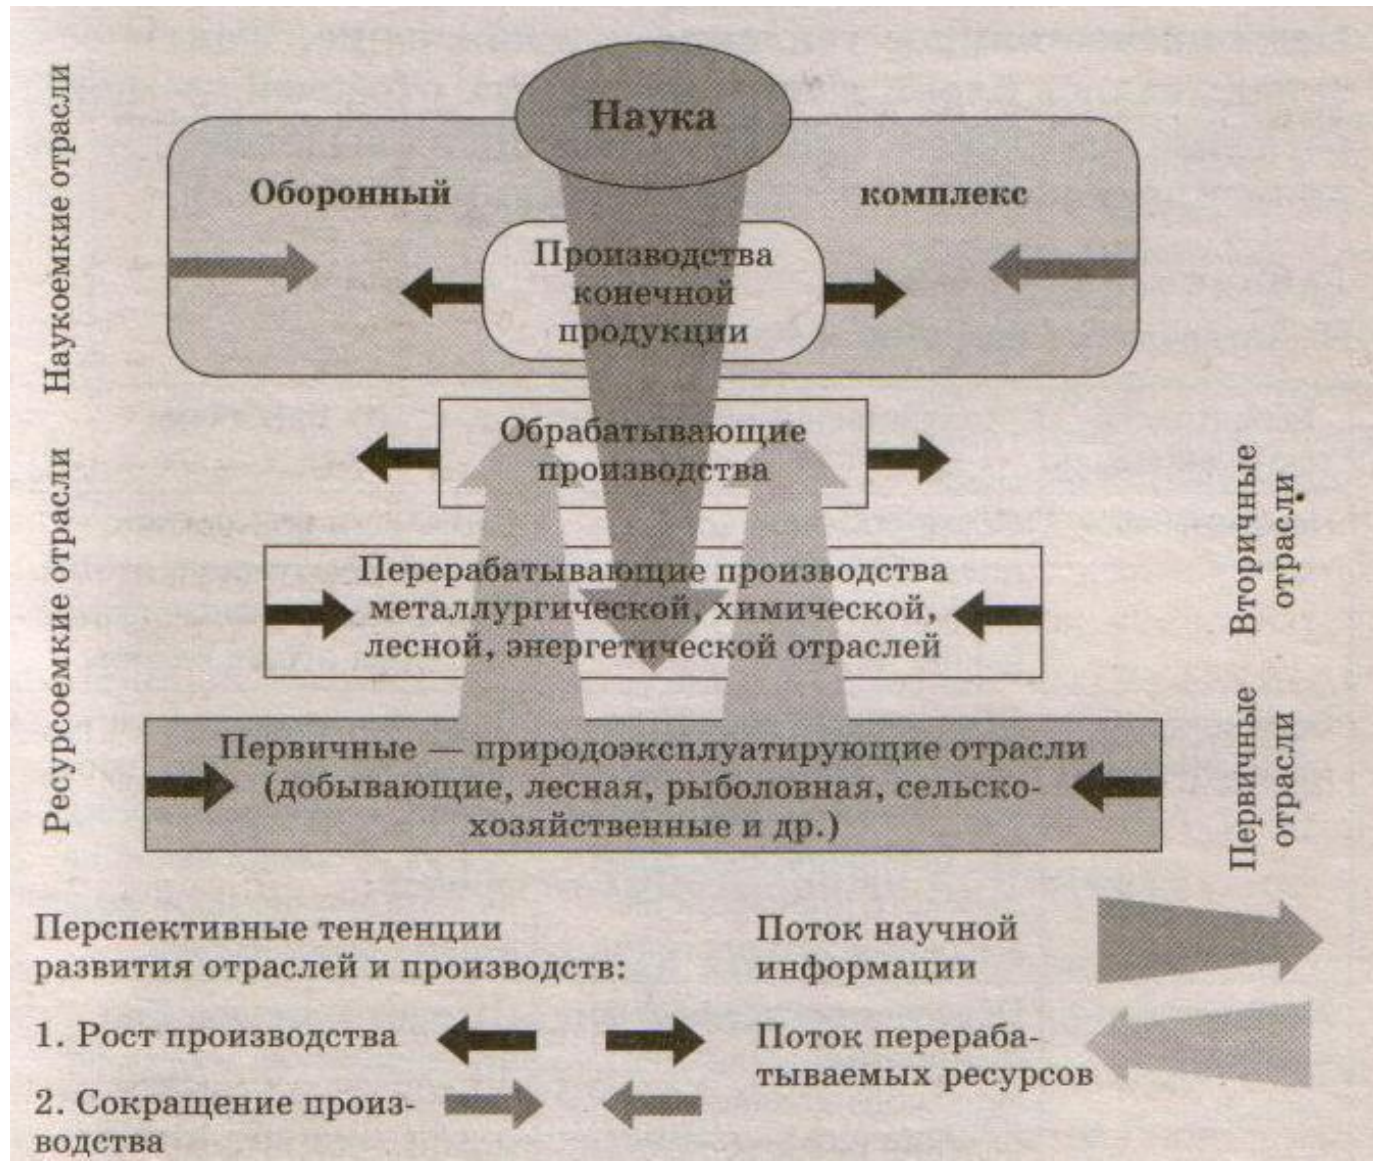 Наука
Наукоемкие отрасли
Оборонный комплекс
Производства
конечной
продукции
Обрабатывающие
производства
Ресурсоемкие отрасли
Вторичные
отрасли
Перерабатывающие производства
металлургической, химической,
лесной, энергетической отраслей
Первичные
отрасли
Первичные — природоэксплуатирующие отрасли
(добывающие, лесная, рыболовная, сельско-
хозяйственные и др.)
Перспективные тенденции
развития отраслей и производств:
1. Рост производства
2. Сокращение произ-
водства
Поток научной
информации
Поток перераба-
тываемых ресурсов